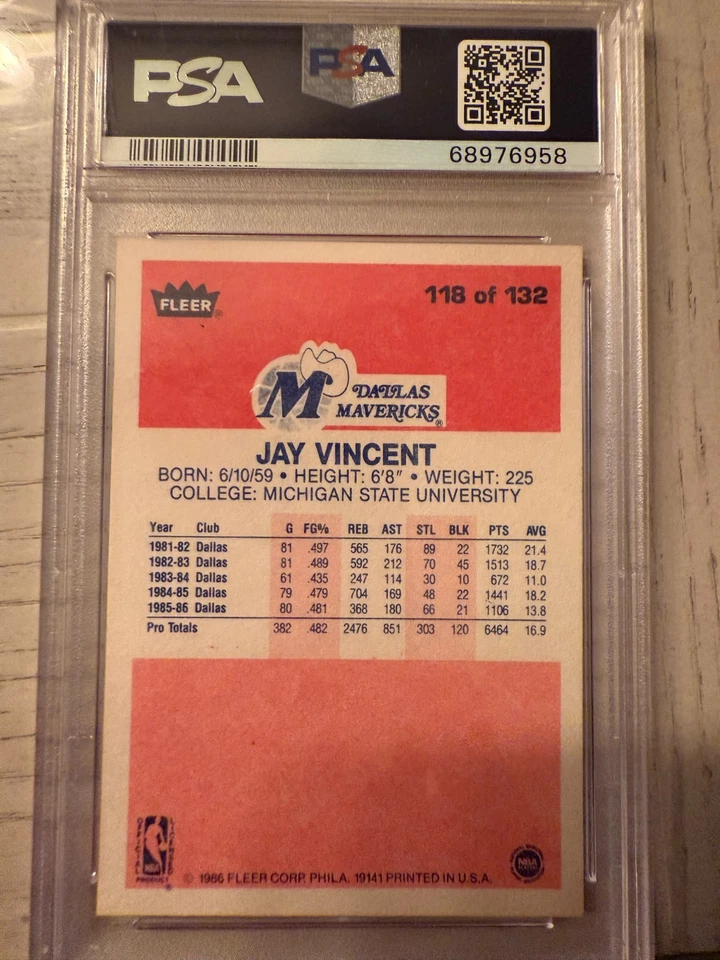 PSA
PSA
68976958
FLEER®
118 of 132
M DALLAS
MAVERICKS®
JAY VINCENT
BORN: 6/10/59 • HEIGHT: 6'8" • WEIGHT: 225
COLLEGE: MICHIGAN STATE UNIVERSITY
Year Club G FG% REB AST STL BLK PTS AVG
1981-82 Dallas 81 .497 565 176 89 22 1732 21.4
1982-83 Dallas 81 .489 592 212 70 45 1513 18.7
1983-84 Dallas 61 .435 247 114 30 10 672 11.0
1984-85 Dallas 79 .479 704 169 48 22 1441 18.2
1985-86 Dallas 80 .481 368 180 66 21 1106 13.8
Pro Totals 382 .482 2476 851 303 120 6464 16.9
OFFICIAL LICENSED
NBA
PRODUCT
© 1986 FLEER CORP. PHILA. 19141 PRINTED IN U.S.A.
NBA